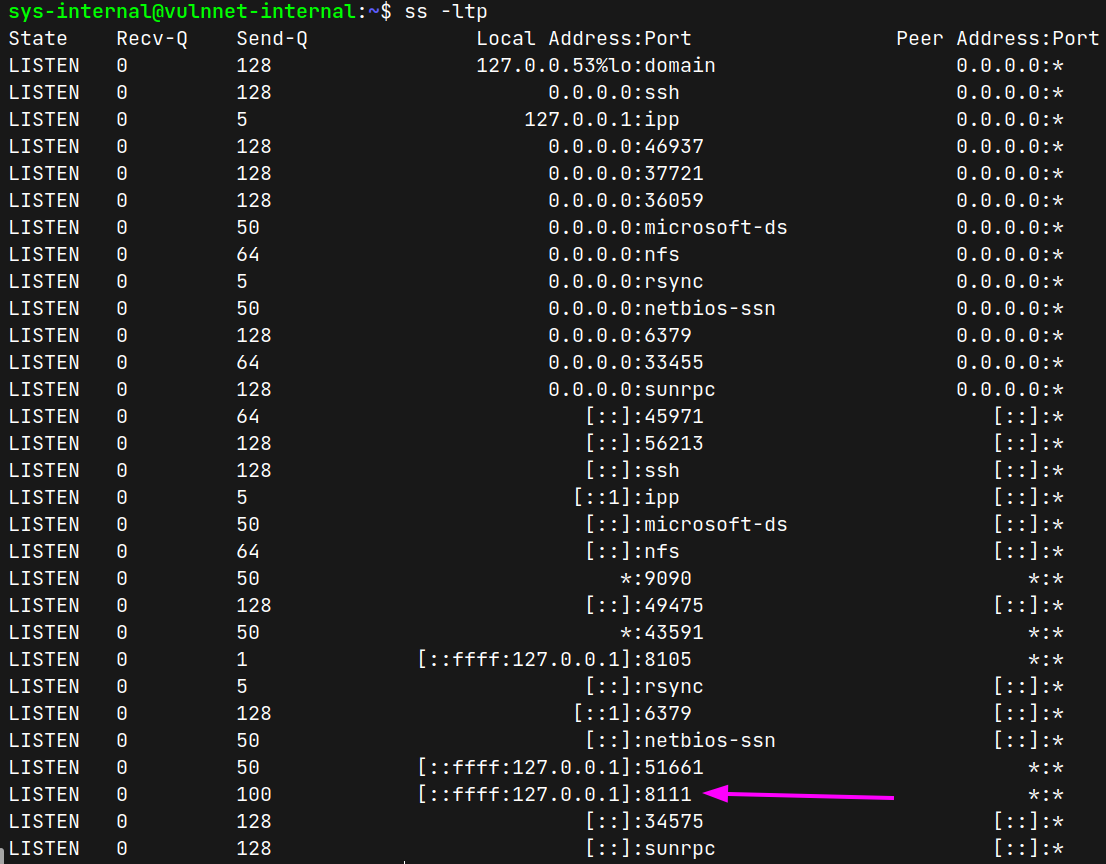 sys-internal@vulnnet-internal:~$ ss -ltp
State Recv-Q Send-Q Local Address:Port Peer Address:Port
LISTEN 0 128 127.0.0.53%lo:domain 0.0.0.0:*
LISTEN 0 128 0.0.0.0:ssh 0.0.0.0:*
LISTEN 0 5 127.0.0.1:ipp 0.0.0.0:*
LISTEN 0 128 0.0.0.0:46937 0.0.0.0:*
LISTEN 0 128 0.0.0.0:37721 0.0.0.0:*
LISTEN 0 128 0.0.0.0:36059 0.0.0.0:*
LISTEN 0 50 0.0.0.0:microsoft-ds 0.0.0.0:*
LISTEN 0 64 0.0.0.0:nfs 0.0.0.0:*
LISTEN 0 5 0.0.0.0:rsync 0.0.0.0:*
LISTEN 0 50 0.0.0.0:netbios-ssn 0.0.0.0:*
LISTEN 0 128 0.0.0.0:6379 0.0.0.0:*
LISTEN 0 64 0.0.0.0:33455 0.0.0.0:*
LISTEN 0 128 0.0.0.0:sunrpc 0.0.0.0:*
LISTEN 0 64 [::]:45971 [::]:*
LISTEN 0 128 [::]:56213 [::]:*
LISTEN 0 128 [::]:ssh [::]:*
LISTEN 0 5 [::1]:ipp [::]:*
LISTEN 0 50 [::]:microsoft-ds [::]:*
LISTEN 0 64 [::]:nfs [::]:*
LISTEN 0 50 *:9090 *:*
LISTEN 0 128 [::]:49475 [::]:*
LISTEN 0 50 *:43591 *:*
LISTEN 0 1 [::ffff:127.0.0.1]:8105 *:*
LISTEN 0 5 [::]:rsync [::]:*
LISTEN 0 128 [::1]:6379 [::]:*
LISTEN 0 50 [::]:netbios-ssn [::]:*
LISTEN 0 50 [::ffff:127.0.0.1]:51661 *:*
LISTEN 0 100 [::ffff:127.0.0.1]:8111 *:*
LISTEN 0 128 [::]:34575 [::]:*
LISTEN 0 128 [::]:sunrpc [::]:*